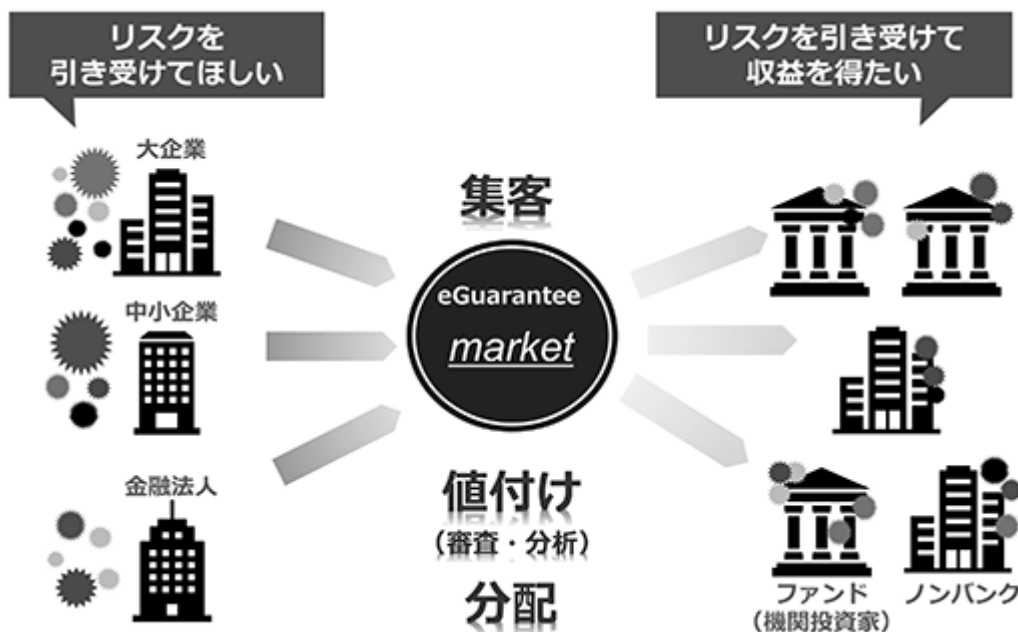 リスクを
引き受けてほしい
リスクを引き受けて
収益を得たい
大企業
中小企業
金融法人
集客
eGuarantee
market
値付け
（審査・分析）
分配
ファンド
（機関投資家）
ノンバンク